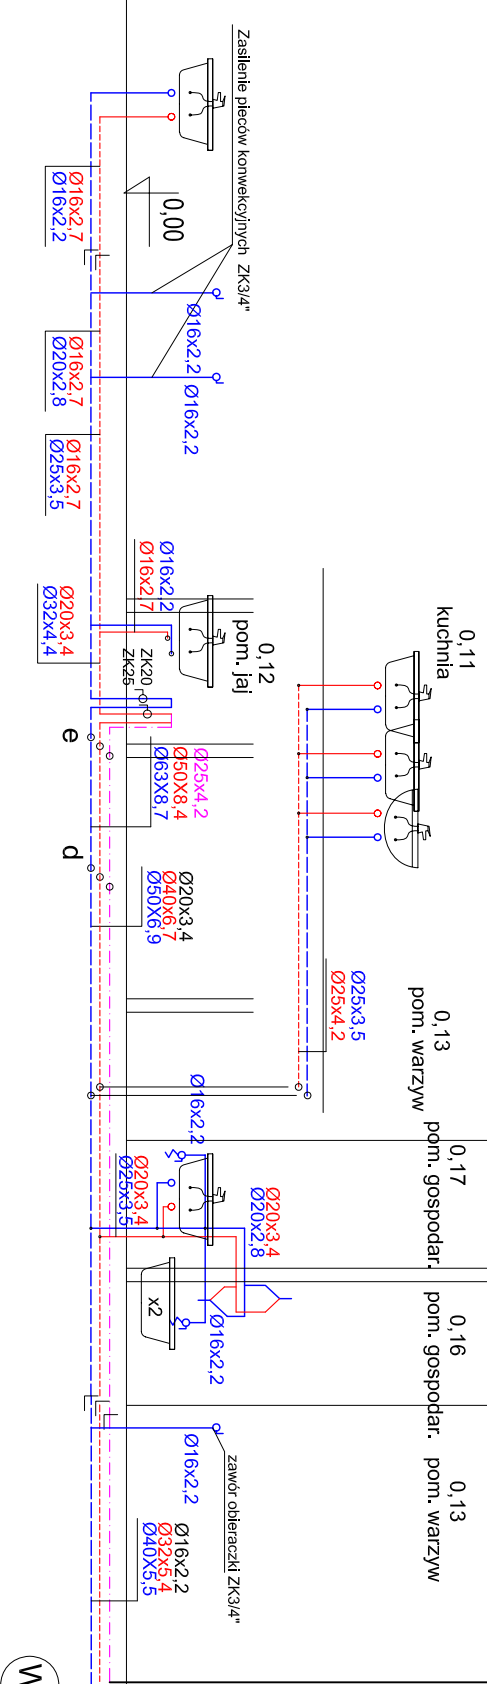 Zasilenie pieców konwekcyjnych ZK3/4"
0,00
Ø16x2,7
Ø16x2,2
Ø16x2,2
Ø16x2,2
Ø16x2,7
Ø20x2,8
Ø16x2,7
Ø25x3,5
Ø16x2,2
Ø16x2,7
Ø20x3,4
Ø32x4,4
0,12
pom. jaj
ZK20
ZK25
0,11
kuchnia
e
Ø25x4,2
Ø50X8,4
Ø63X8,7
d
Ø20x3,4
Ø40x6,7
Ø50X6,9
Ø25x3,5
Ø25x4,2
0,13
pom. warzyw
Ø16x2,2
0,17
pom. gospodar.
Ø20x3,4
Ø25x3,5
Ø20x3,4
Ø20x2,8
x2
Ø16x2,2
0,16
pom. gospodar.
Ø16x2,2
zawór obieraczki ZK3/4"
0,13
pom. warzyw
Ø16x2,2
Ø32x5,4
Ø40X5,5